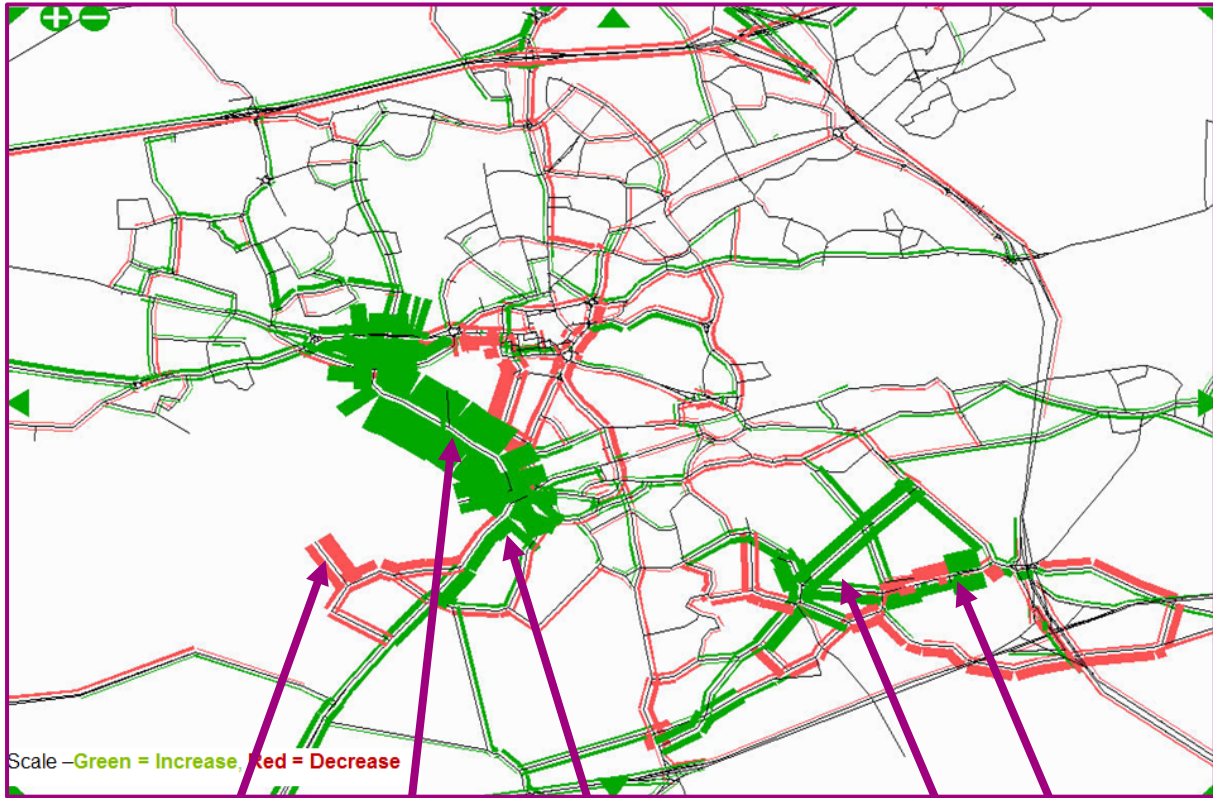 Scale –Green = Increase, Red = Decrease